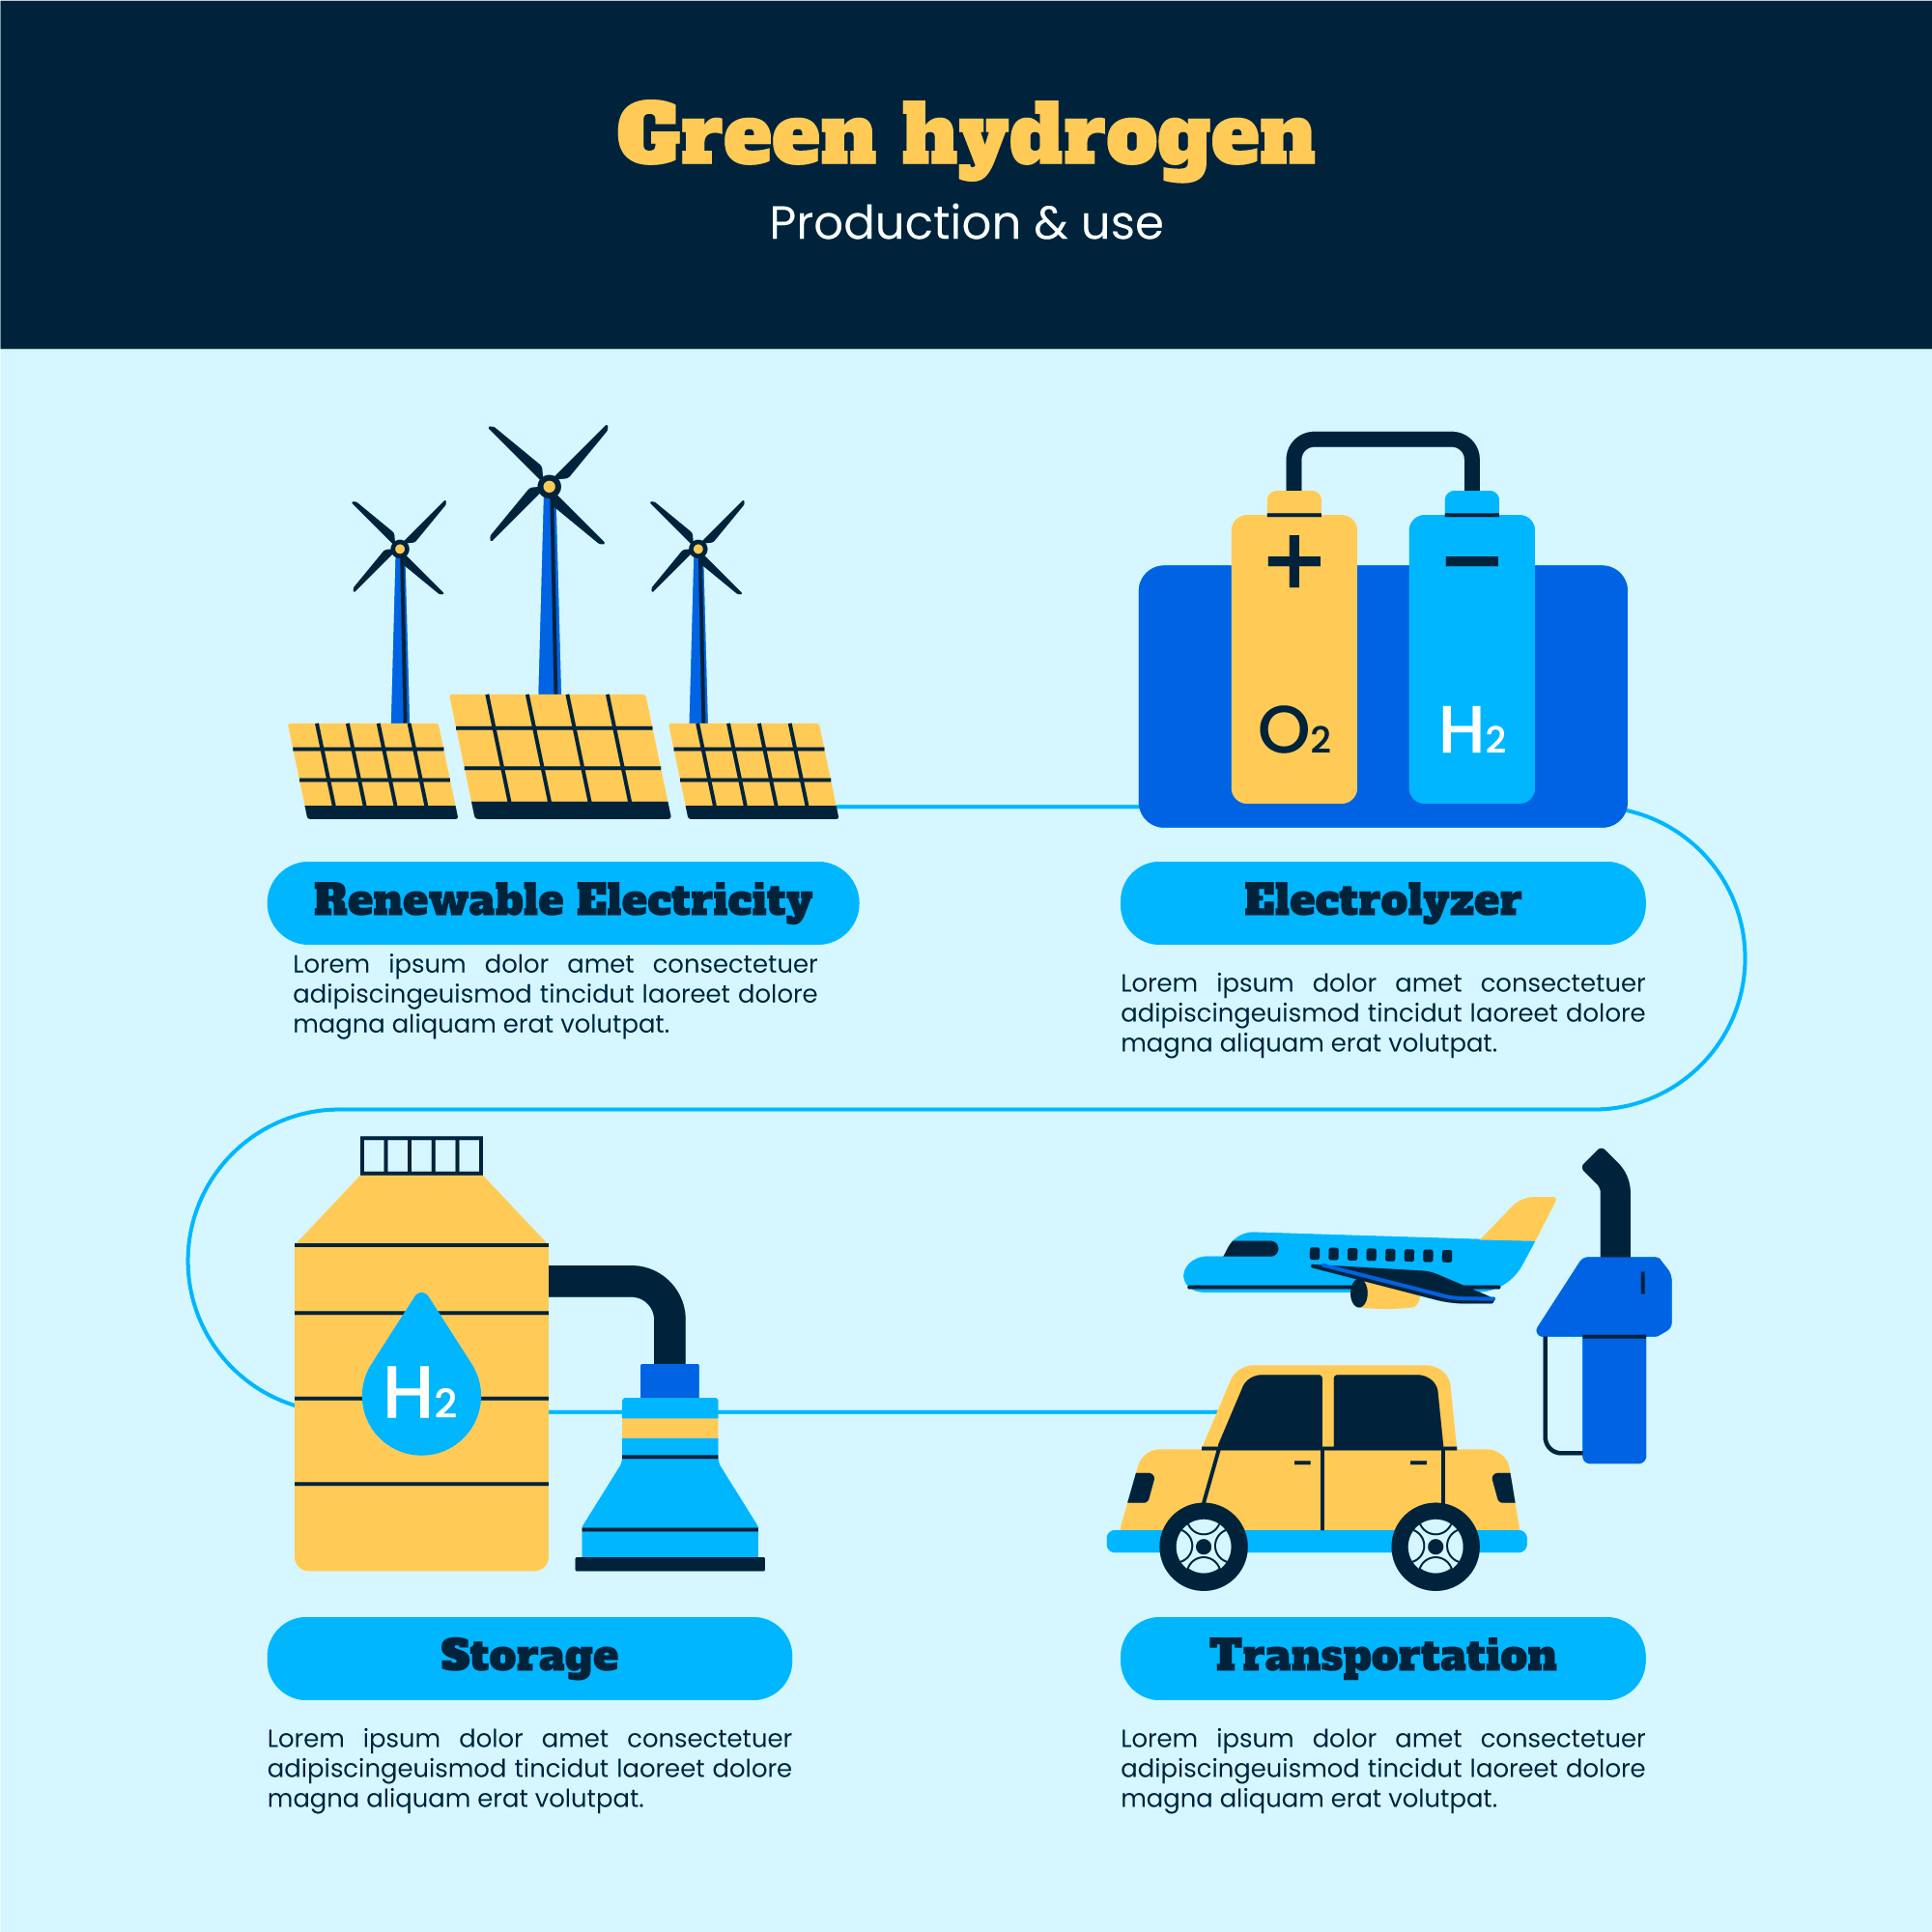 Green hydrogen
Production & use
+
−
O2
H2
Renewable Electricity
Lorem ipsum dolor amet consectetuer
adipiscingeuismod tincidut laoreet dolore
magna aliquam erat volutpat.
Electrolyzer
Lorem ipsum dolor amet consectetuer
adipiscingeuismod tincidut laoreet dolore
magna aliquam erat volutpat.
H2
Storage
Lorem ipsum dolor amet consectetuer
adipiscingeuismod tincidut laoreet dolore
magna aliquam erat volutpat.
Transportation
Lorem ipsum dolor amet consectetuer
adipiscingeuismod tincidut laoreet dolore
magna aliquam erat volutpat.